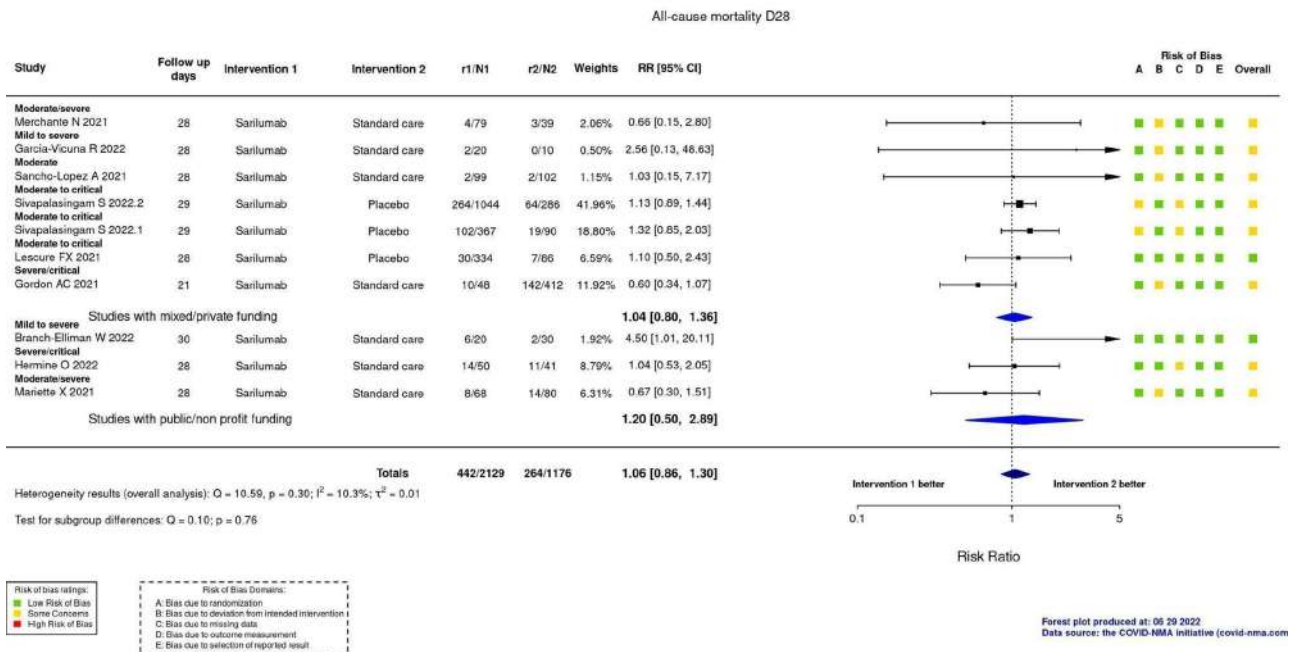 All-cause mortality D28
Risk of Bias
Study Follow up days Intervention 1 Intervention 2 r1/N1 r2/N2 Weights RR [95% CI] A B C D E Overall
Moderate/severe
Merchante N 2021 28 Sarilumab Standard care 4/79 3/39 2.06% 0.66 [0.15, 2.80]
Mild to severe
Garcia-Vicuna R 2022 28 Sarilumab Standard care 2/20 0/10 0.50% 2.56 [0.13, 48.63]
Moderate
Sancho-Lopez A 2021 28 Sarilumab Standard care 2/99 2/102 1.15% 1.03 [0.15, 7.17]
Moderate to critical
Sivapalasingam S 2022.2 29 Sarilumab Placebo 264/1044 64/286 41.96% 1.13 [0.89, 1.44]
Moderate to critical
Sivapalasingam S 2022.1 29 Sarilumab Placebo 102/367 19/90 18.80% 1.32 [0.85, 2.03]
Moderate to critical
Lescure FX 2021 28 Sarilumab Placebo 30/334 7/86 6.59% 1.10 [0.50, 2.43]
Severe/critical
Gordon AC 2021 21 Sarilumab Standard care 10/48 142/412 11.92% 0.60 [0.34, 1.07]
Studies with mixed/private funding 1.04 [0.80, 1.36]
Mild to severe
Branch-Elliman W 2022 30 Sarilumab Standard care 6/20 2/30 1.92% 4.50 [1.01, 20.11]
Severe/critical
Hermine O 2022 28 Sarilumab Standard care 14/50 11/41 8.79% 1.04 [0.53, 2.05]
Moderate/severe
Mariette X 2021 28 Sarilumab Standard care 8/68 14/80 6.31% 0.67 [0.30, 1.51]
Studies with public/non profit funding 1.20 [0.50, 2.89]
Totals 442/2129 264/1176 1.06 [0.86, 1.30]
Intervention 1 better Intervention 2 better
Heterogeneity results (overall analysis): Q = 10.59, p = 0.30; I² = 10.3%; τ² = 0.01
Test for subgroup differences: Q = 0.10; p = 0.76
0.1 1 5
Risk Ratio
Risk of bias ratings:
Low Risk of Bias
Some Concerns
High Risk of Bias
Risk of Bias Domains:
A: Bias due to randomization
B: Bias due to deviation from intended intervention
C: Bias due to missing data
D: Bias due to outcome measurement
E: Bias due to selection of reported result
Forest plot produced at: 06 29 2022
Data source: the COVID-NMA initiative (covid-nma.com